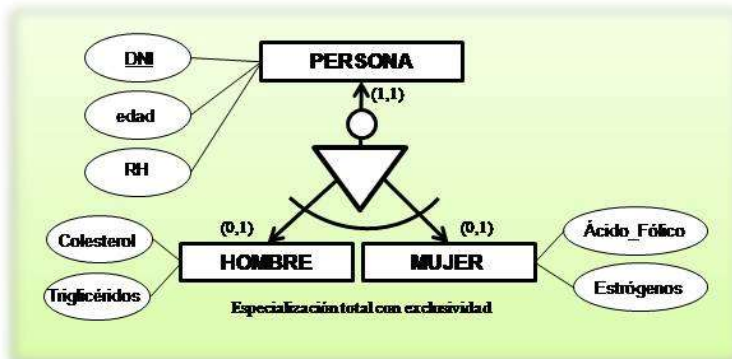 DNI
PERSONA
edad
(1,1)
RH
Colesterol
(0,1)
(0,1)
Ácido_Fólico
HOMBRE
MUJER
Triglicéridos
Estrógenos
Especialización total con exclusividad